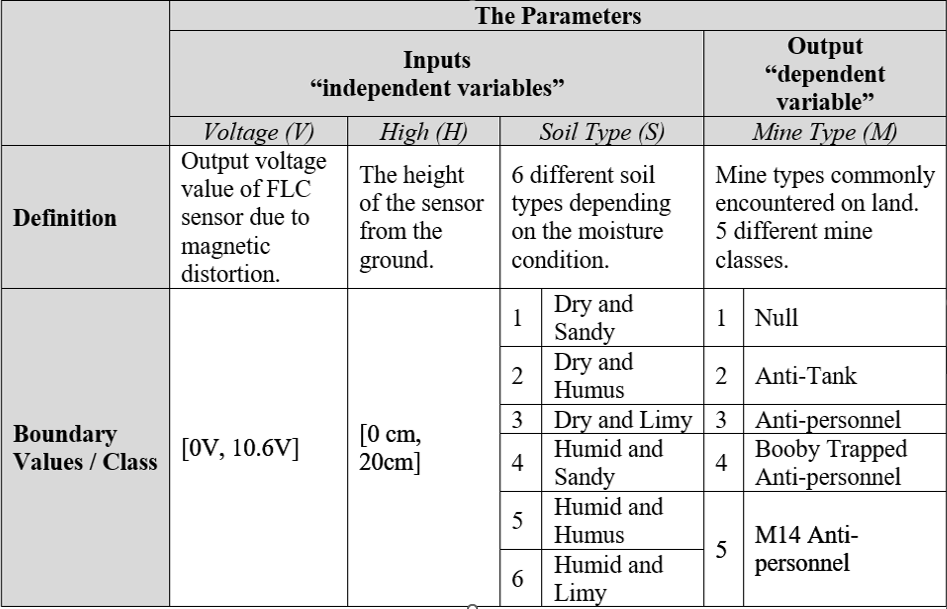 The Parameters
Inputs
“independent variables”
Output
“dependent
variable”
Voltage (V)
High (H)
Soil Type (S)
Mine Type (M)
Definition
Output voltage
value of FLC
sensor due to
magnetic
distortion.
The height
of the sensor
from the
ground.
6 different soil
types depending
on the moisture
condition.
Mine types commonly
encountered on land.
5 different mine
classes.
Boundary
Values / Class
[0V, 10.6V]
[0 cm,
20cm]
1
Dry and
Sandy
2
Dry and
Humus
3
Dry and Limy
4
Humid and
Sandy
5
Humid and
Humus
6
Humid and
Limy
1
Null
2
Anti-Tank
3
Anti-personnel
4
Booby Trapped
Anti-personnel
5
M14 Anti-
personnel